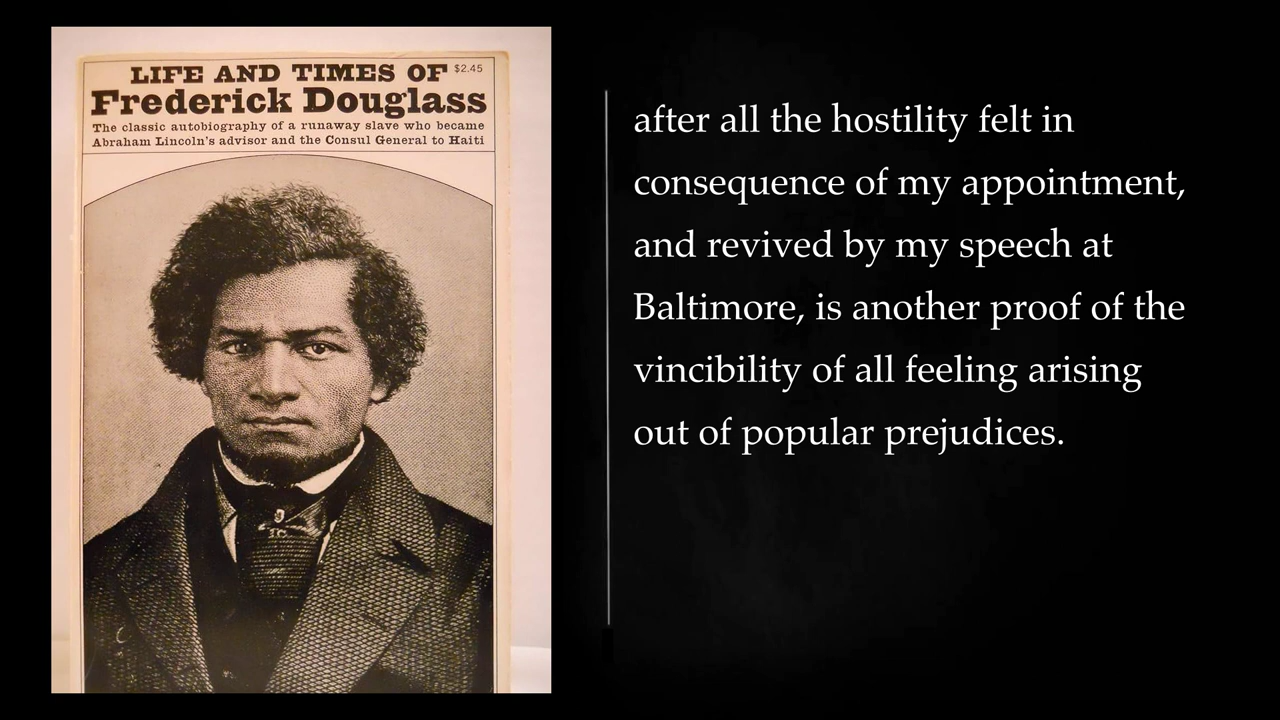 LIFE AND TIMES OF $2.45
Frederick Douglass
The classic autobiography of a runaway slave who became
Abraham Lincoln's advisor and the Consul General to Haiti
after all the hostility felt in
consequence of my appointment,
and revived by my speech at
Baltimore, is another proof of the
vincibility of all feeling arising
out of popular prejudices.